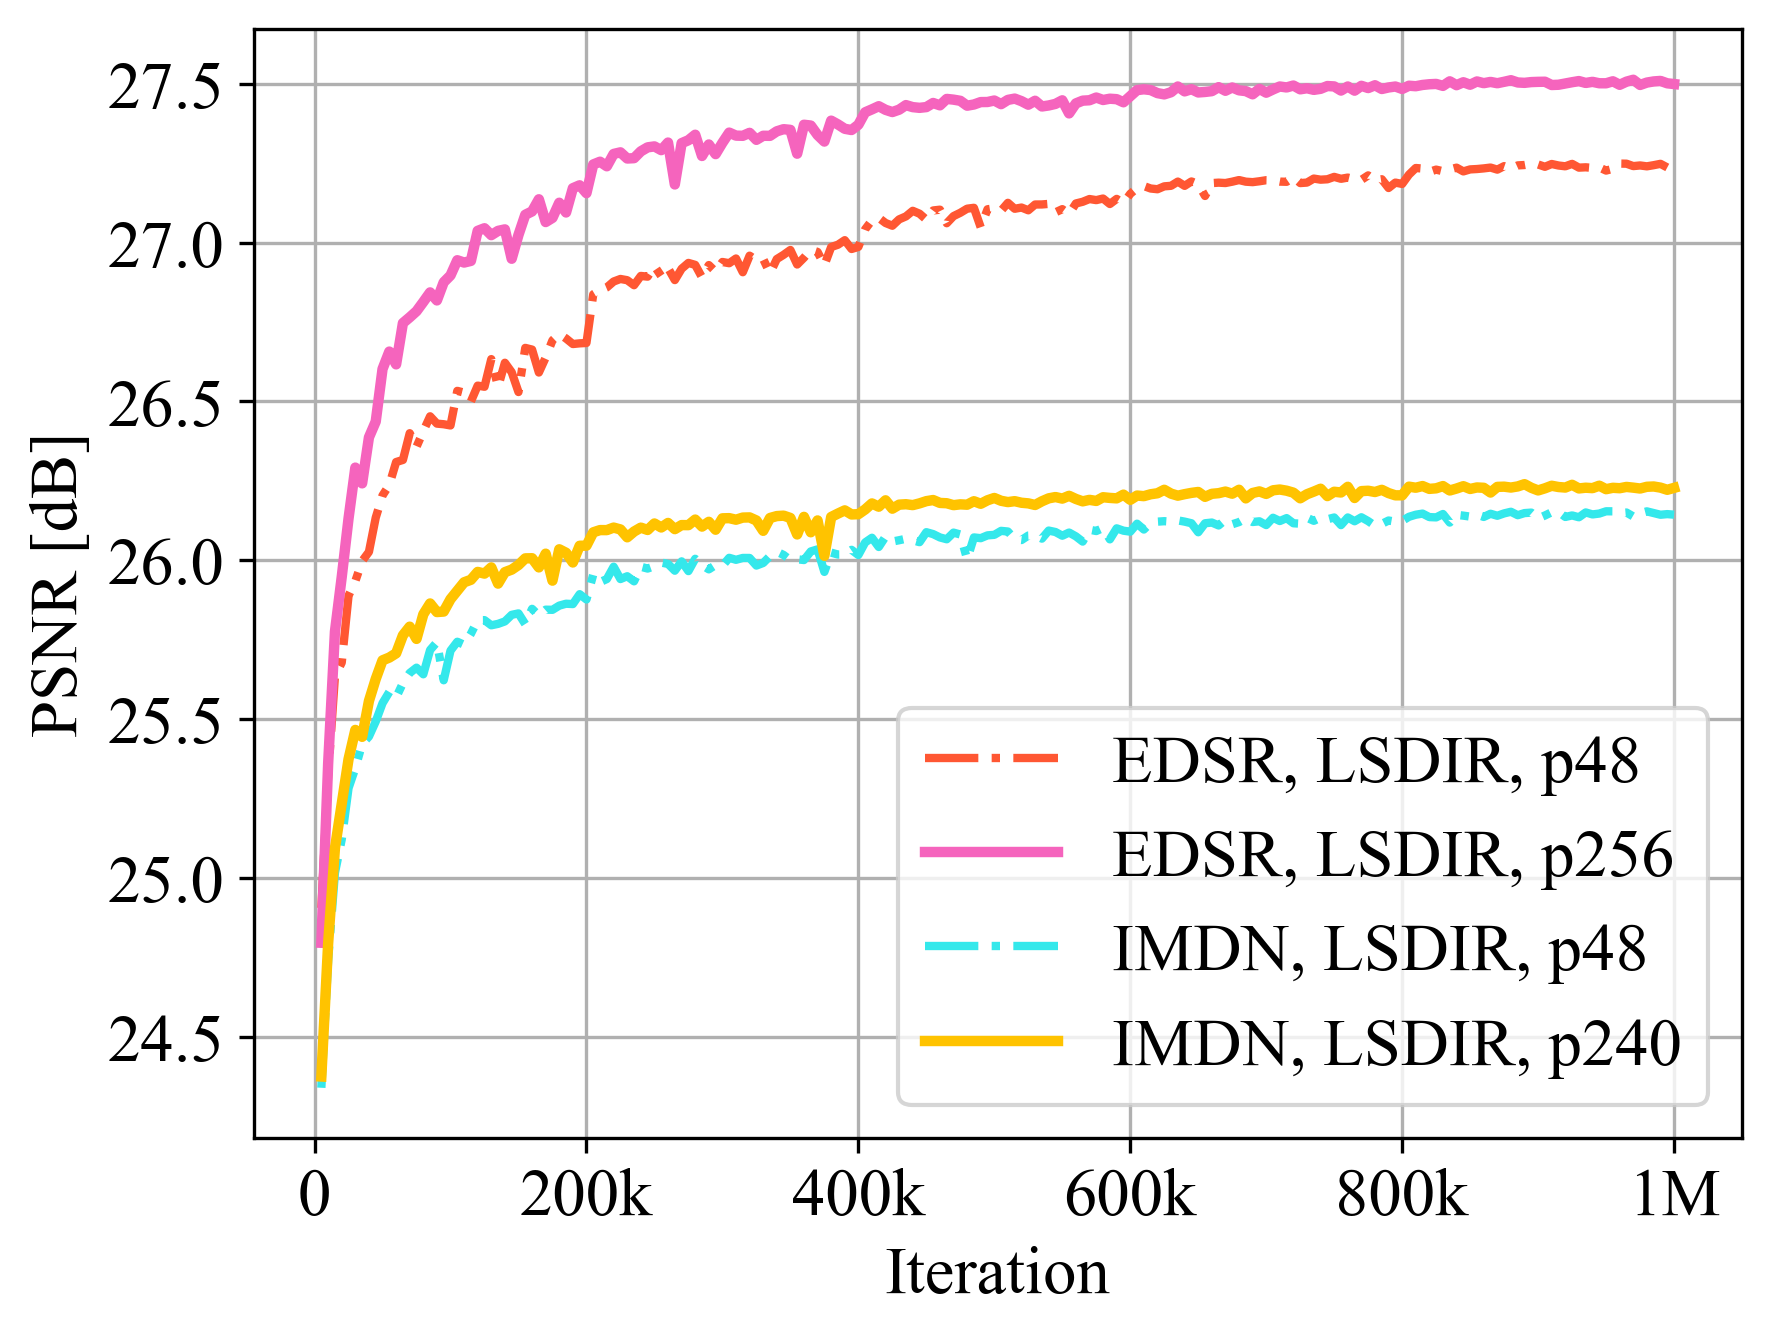 27.5
27.0
26.5
26.0
25.5
25.0
24.5
PSNR [dB]
EDSR, LSDIR, p48
EDSR, LSDIR, p256
IMDN, LSDIR, p48
IMDN, LSDIR, p240
0 200k 400k 600k 800k 1M
Iteration